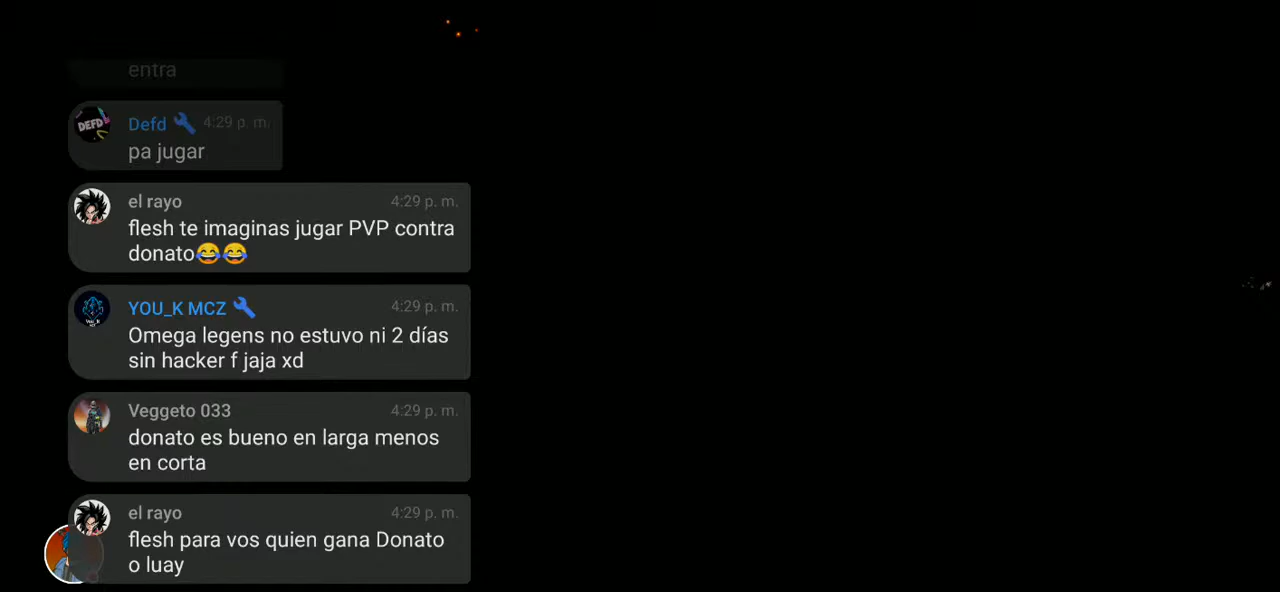 entra
Defd 4:29 p. m.
pa jugar
el rayo 4:29 p. m.
flesh te imaginas jugar PVP contra
donato😂😂
YOU_K MCZ 4:29 p. m.
Omega legens no estuvo ni 2 días
sin hacker f jaja xd
Veggeto 033 4:29 p. m.
donato es bueno en larga menos
en corta
el rayo 4:29 p. m.
flesh para vos quien gana Donato
o luay
DEFD